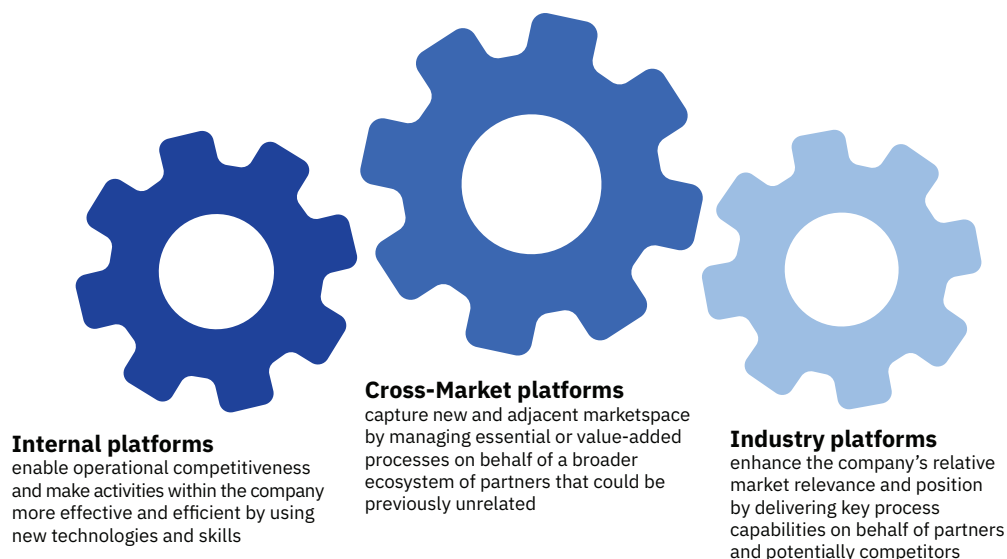 Internal platforms
enable operational competitiveness
and make activities within the company
more effective and efficient by using
new technologies and skills
Cross-Market platforms
capture new and adjacent marketspace
by managing essential or value-added
processes on behalf of a broader
ecosystem of partners that could be
previously unrelated
Industry platforms
enhance the company’s relative
market relevance and position
by delivering key process
capabilities on behalf of partners
and potentially competitors